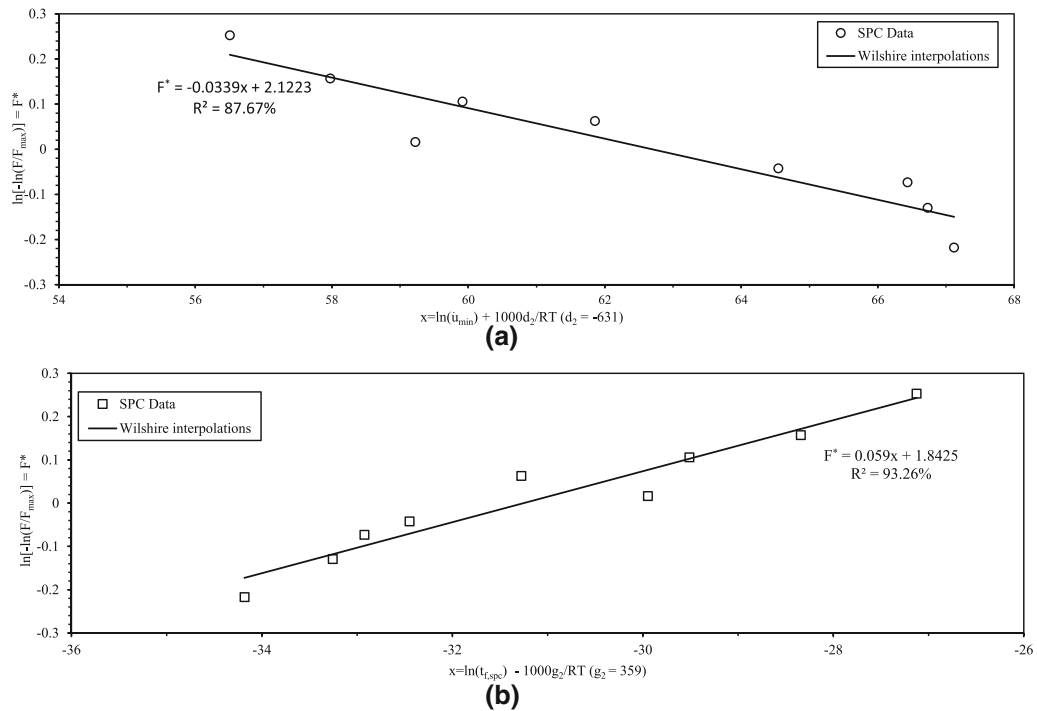 0.3
0.2
0.1
0
-0.1
-0.2
-0.3
ln[-ln(F/Fmax)] = F*
SPC Data
Wilshire interpolations
F* = -0.0339x + 2.1223
R² = 87.67%
54
56
58
60
62
64
66
68
x=ln(u̇min) + 1000d₂/RT (d₂ = -631)
(a)
0.3
0.2
0.1
0
-0.1
-0.2
-0.3
ln[-ln(F/Fmax)] = F*
SPC Data
Wilshire interpolations
F* = 0.059x + 1.8425
R² = 93.26%
-36
-34
-32
-30
-28
-26
x=ln(tf,spc) - 1000g₂/RT (g₂ = 359)
(b)